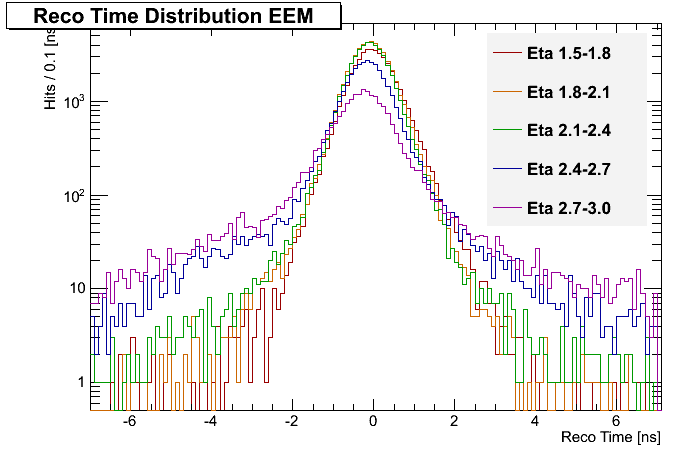 Reco Time Distribution EEM
Hits / 0.1 [ns
10³
10²
10
1
Eta 1.5-1.8
Eta 1.8-2.1
Eta 2.1-2.4
Eta 2.4-2.7
Eta 2.7-3.0
-6 -4 -2 0 2 4 6
Reco Time [ns]